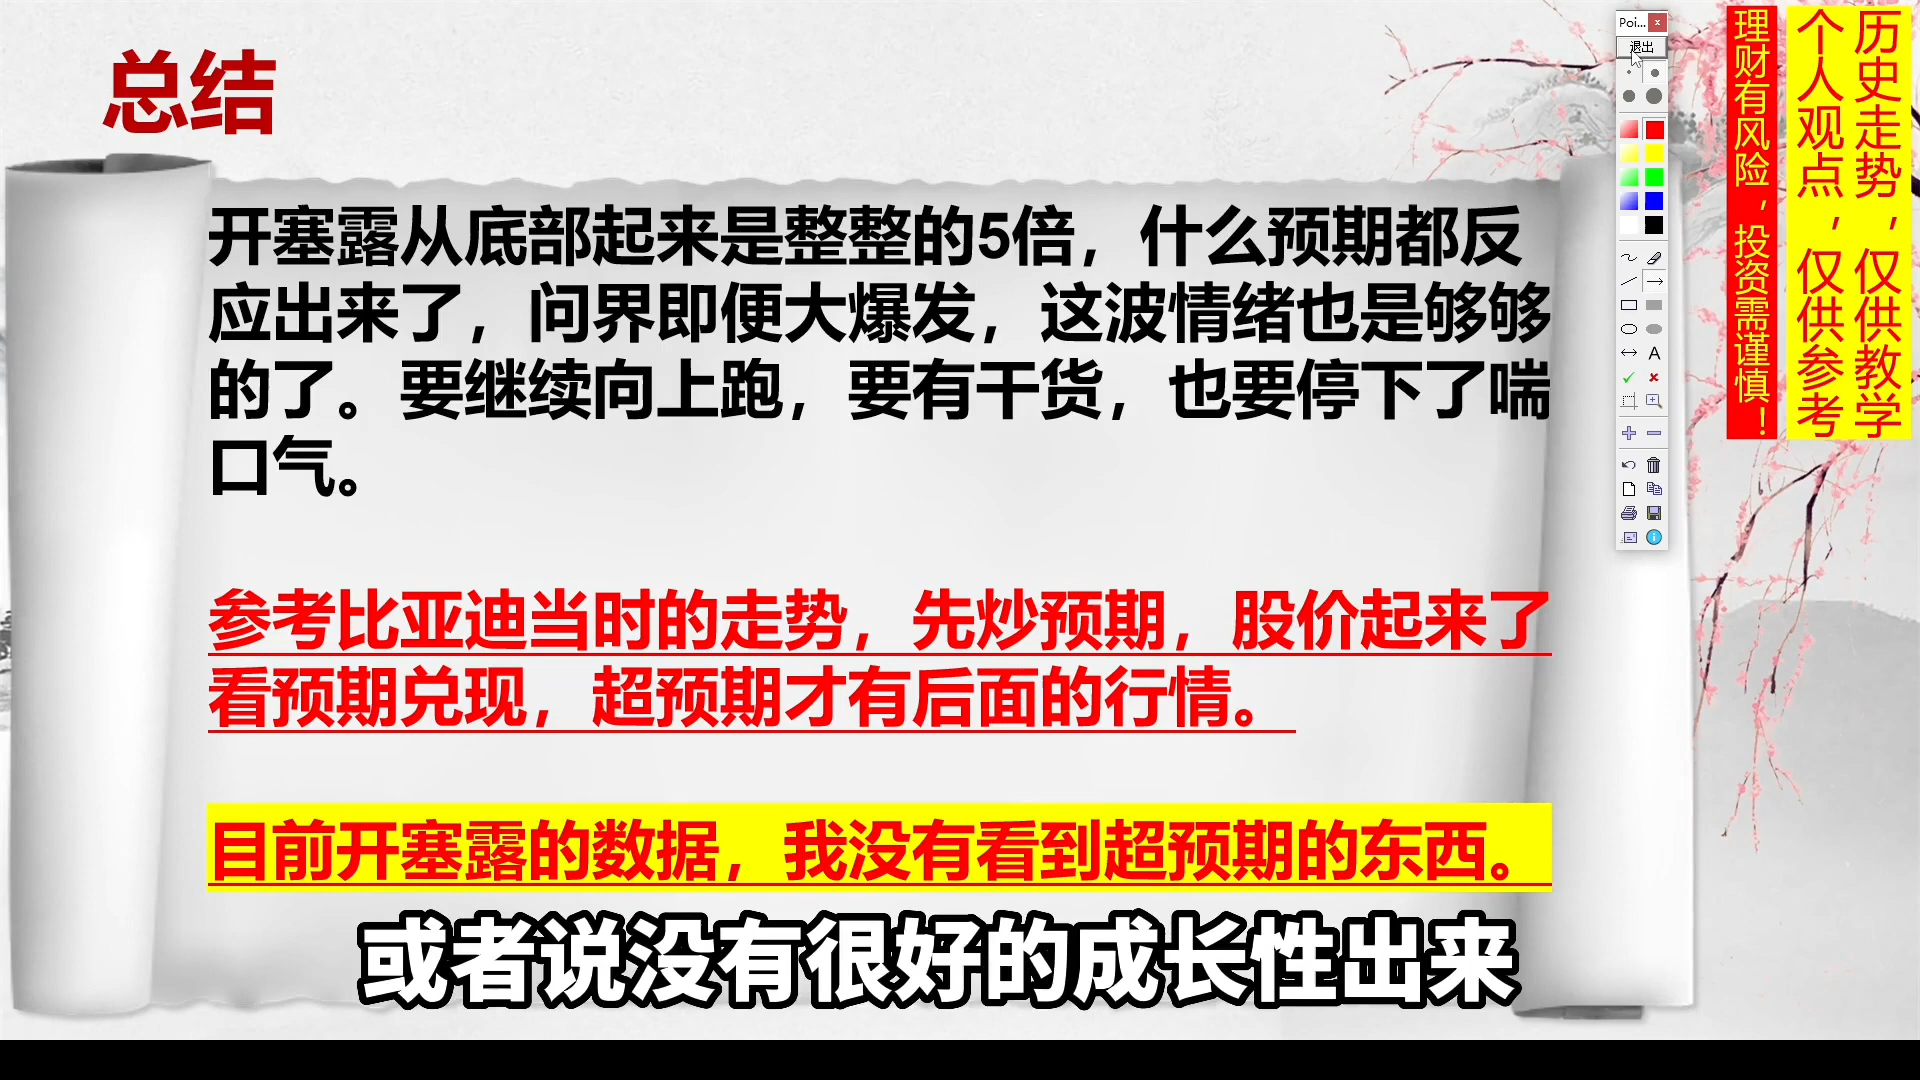 总结
开塞露从底部起来是整整的5倍，什么预期都反
应出来了，问界即便大爆发，这波情绪也是够够
的了。要继续向上跑，要有干货，也要停下了喘
口气。
参考比亚迪当时的走势，先炒预期，股价起来了
看预期兑现，超预期才有后面的行情。
目前开塞露的数据，我没有看到超预期的东西。
或者说没有很好的成长性出来
Poi...
退出
A
历史走势，仅供教学
个人观点，仅供参考
理财有风险，投资需谨慎！